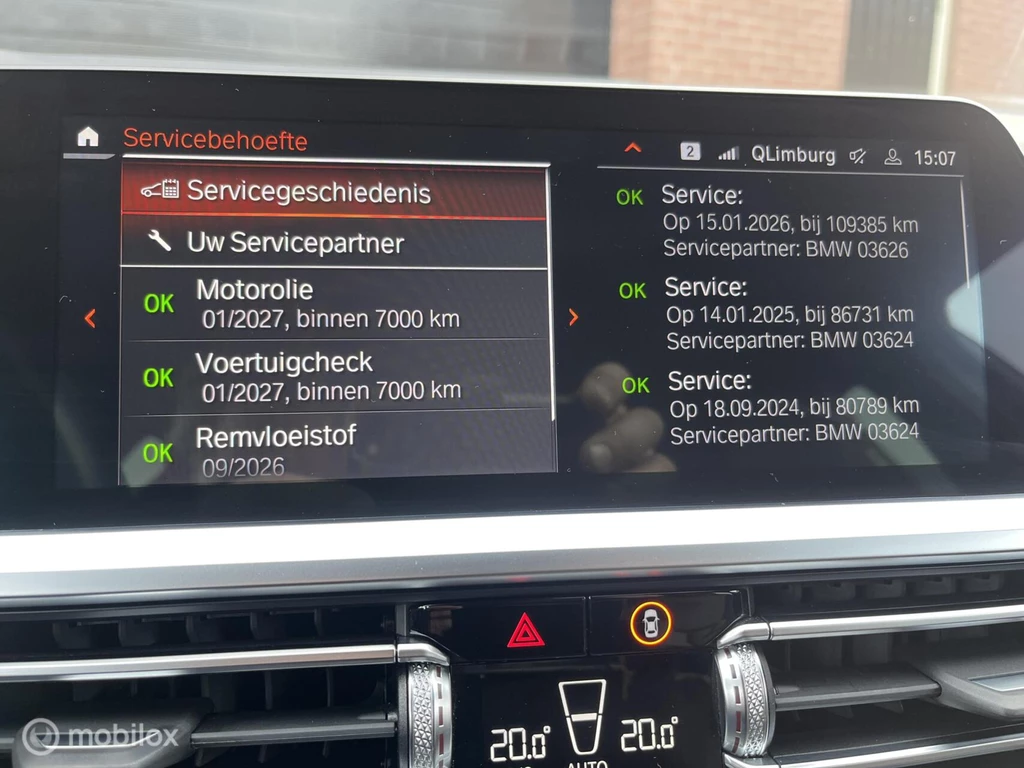 Servicebehoefte
2 QLimburg 15:07
Servicegeschiedenis
Uw Servicepartner
OK Motorolie
01/2027, binnen 7000 km
OK Voertuigcheck
01/2027, binnen 7000 km
OK Remvloeistof
09/2026
OK Service:
Op 15.01.2026, bij 109385 km
Servicepartner: BMW 03626
OK Service:
Op 14.01.2025, bij 86731 km
Servicepartner: BMW 03624
OK Service:
Op 18.09.2024, bij 80789 km
Servicepartner: BMW 03624
20.0° 20.0°
AUTO
mobilox